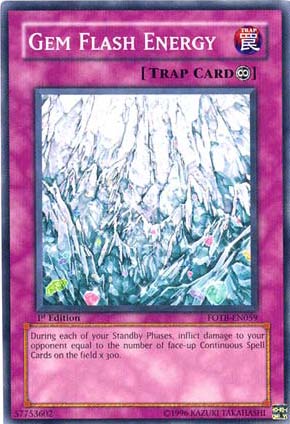 GEM FLASH ENERGY
TRAP
罠
[TRAP CARD∞]
1st Edition
FOTB-EN059
During each of your Standby Phases, inflict damage to your
opponent equal to the number of face-up Continuous Spell
Cards on the field x 300.
57753602
©1996 KAZUKI TAKAHASHI